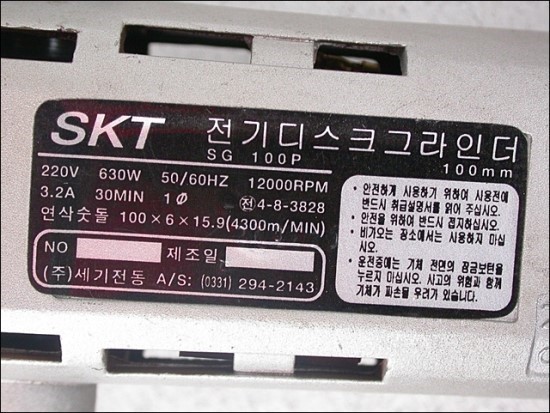 SKT 전기디스크그라인더
SG 100P 100mm
220V 630W 50/60HZ 12000RPM
3.2A 30MIN 1Ø 전4-8-3828
연삭숫돌 100×6×15.9(4300m/MIN)
NO 제조일
(주)세기전동 A/S: (0331) 294-2143
• 안전하게 사용하기 위하여 사용전에
반드시 취급설명서를 읽어 주십시오.
• 안전을 위하여 반드시 접지하십시오.
• 비가오는 장소에서는 사용하지 마십
시오.
• 운전중에는 기체 전면의 잠금보턴을
누르지 마십시오. 사고의 위험과 함께
기체가 파손될 우려가 있습니다.